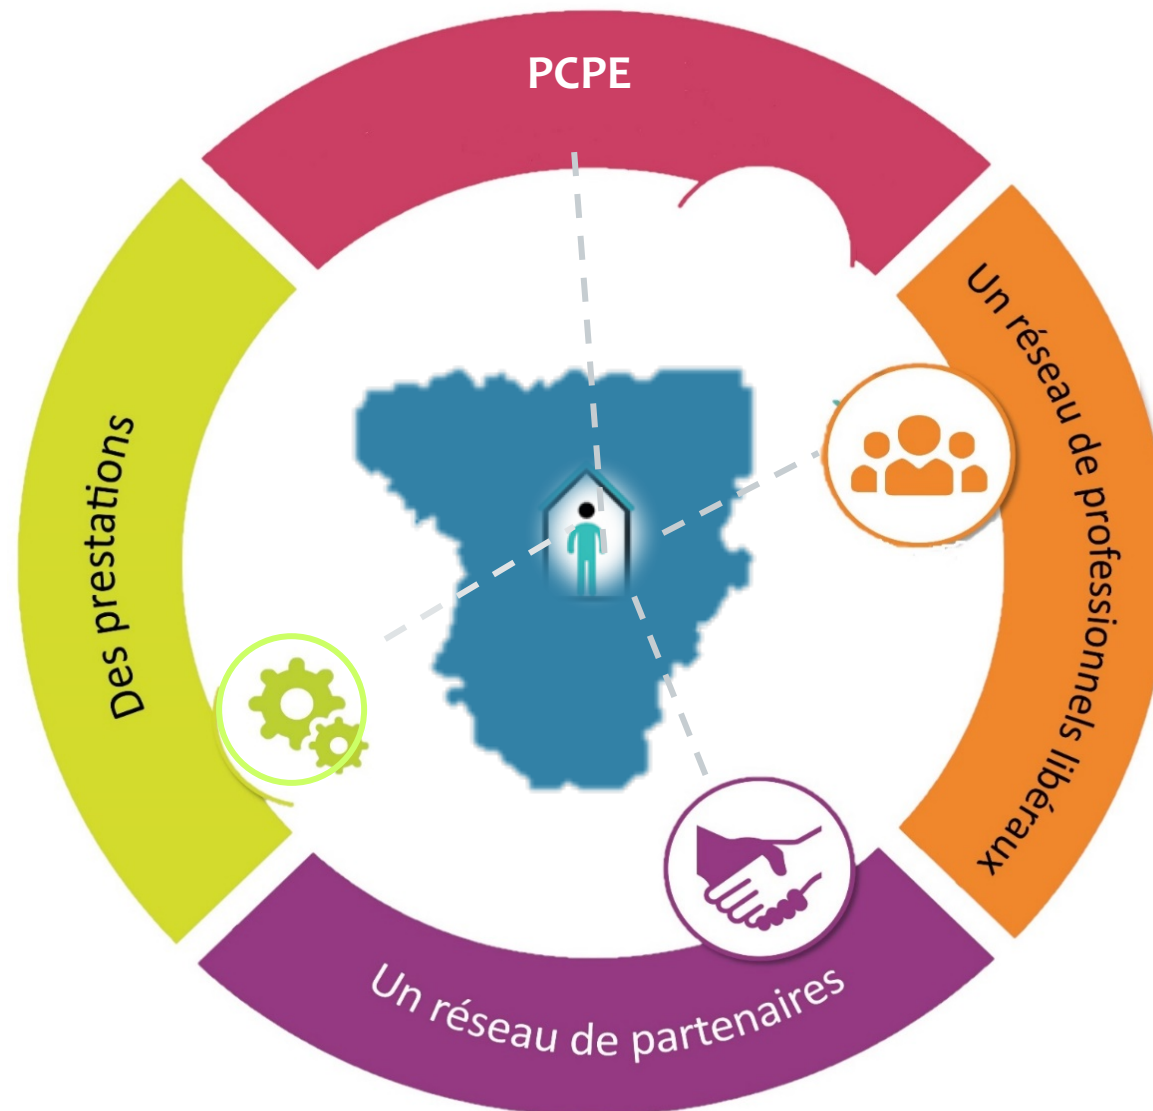 PCPE
Un réseau de professionnels libéraux
Un réseau de partenaires
Des prestations